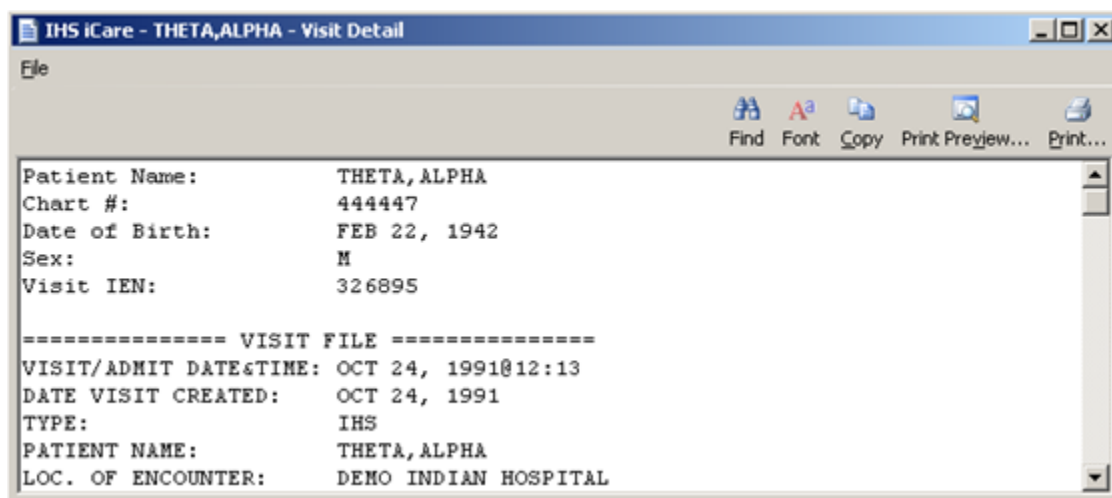 IHS iCare - THETA,ALPHA - Visit Detail
File
Find Font Copy Print Preview... Print...
Patient Name: THETA,ALPHA
Chart #: 444447
Date of Birth: FEB 22, 1942
Sex: M
Visit IEN: 326895
=============== VISIT FILE ===============
VISIT/ADMIT DATE&TIME: OCT 24, 1991@12:13
DATE VISIT CREATED: OCT 24, 1991
TYPE: IHS
PATIENT NAME: THETA,ALPHA
LOC. OF ENCOUNTER: DEMO INDIAN HOSPITAL